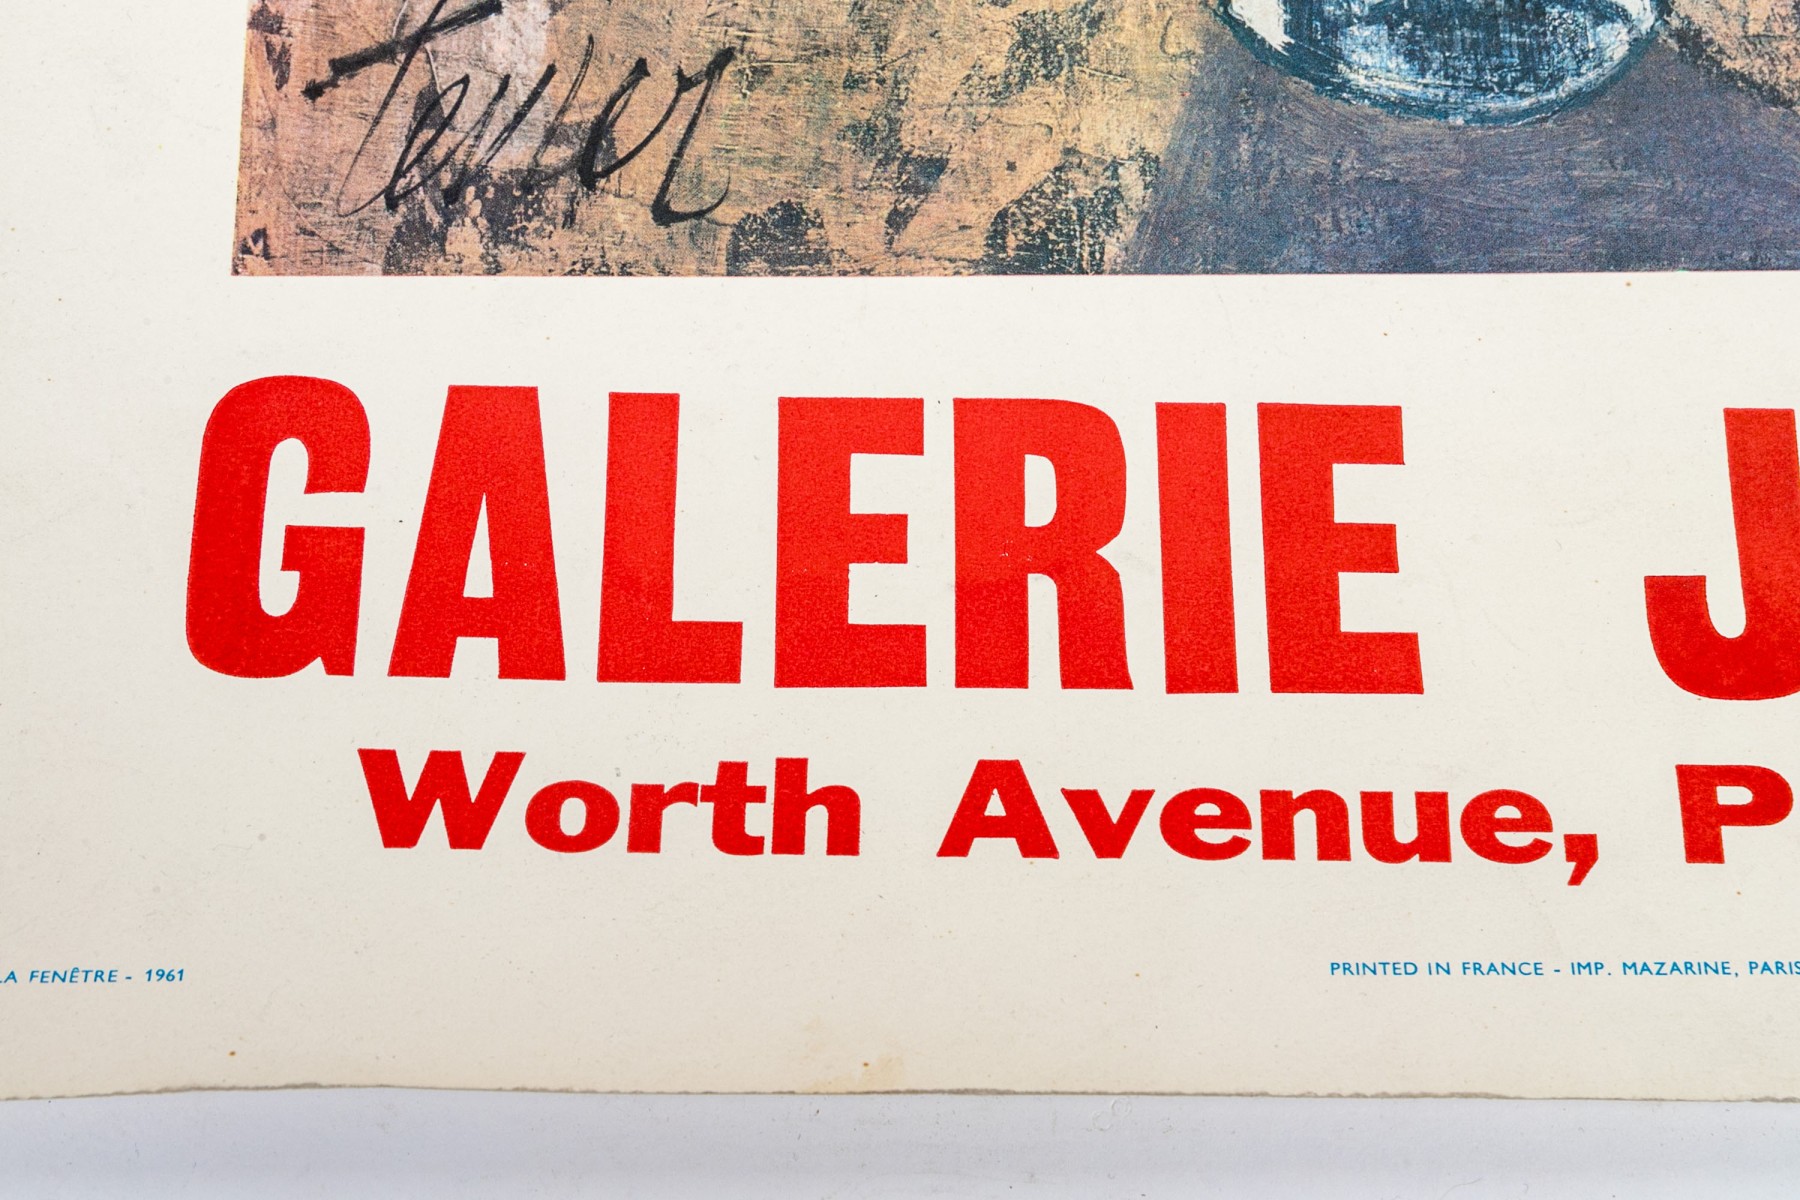 GALERIE J
Worth Avenue, P
LA FENÊTRE - 1961
PRINTED IN FRANCE - IMP. MAZARINE, PARIS